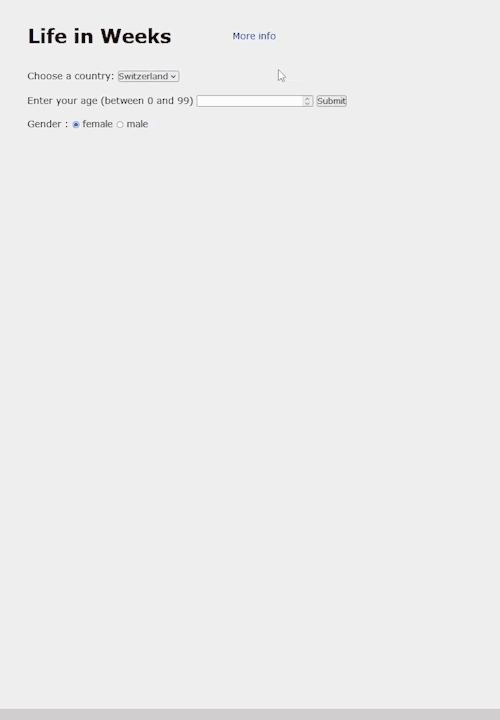 Life in Weeks More info
Choose a country: Switzerland
Enter your age (between 0 and 99) Submit
Gender : female male